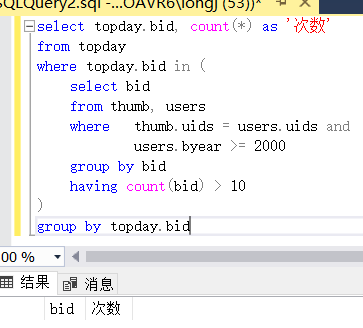 SQLQuery2.sql -...OAVR6\longj (53))*
select topday.bid, count(*) as '次数'
from topday
where topday.bid in (
select bid
from thumb, users
where thumb.uids = users.uids and
users.byear >= 2000
group by bid
having count(bid) > 10
)
group by topday.bid
00 %
结果 消息
bid 次数